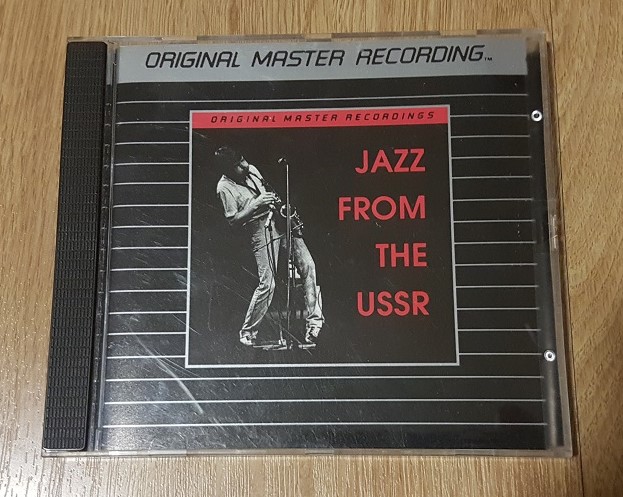 ORIGINAL MASTER RECORDING™
ORIGINAL MASTER RECORDINGS
JAZZ
FROM
THE
USSR